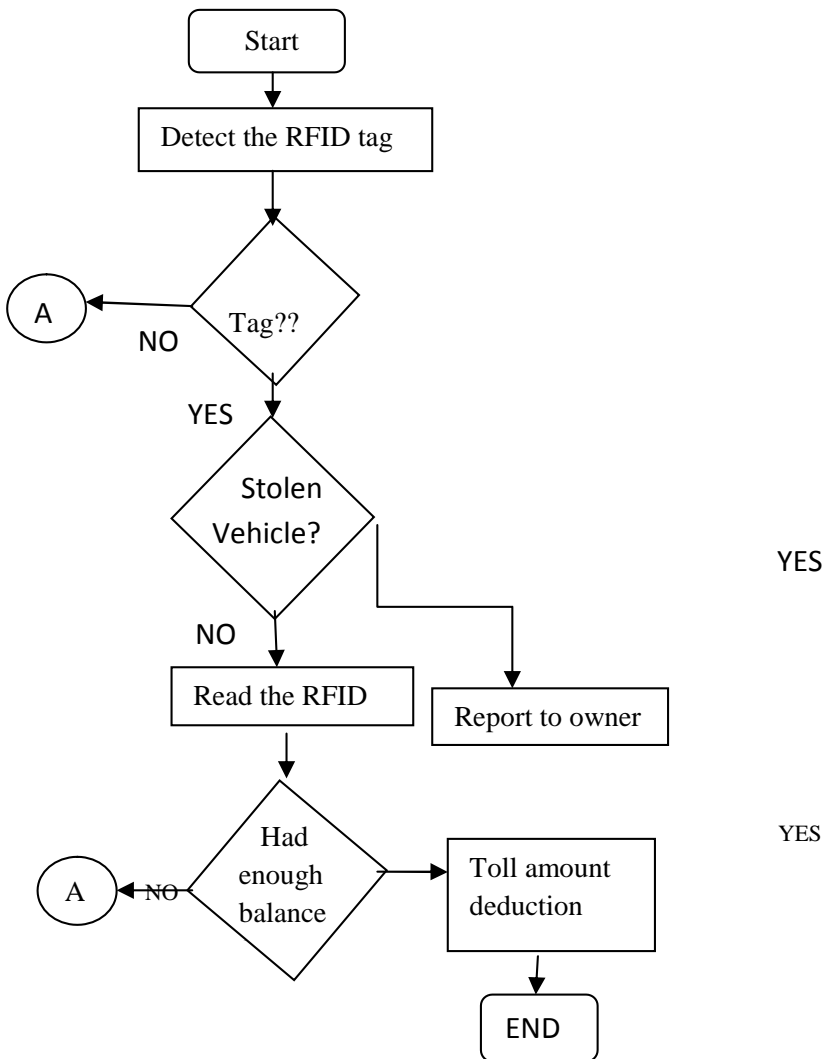 Start
Detect the RFID tag
Tag??
A
NO
YES
Stolen
Vehicle?
YES
NO
Read the RFID
Report to owner
Had
enough
balance
YES
A
NO
Toll amount
deduction
END